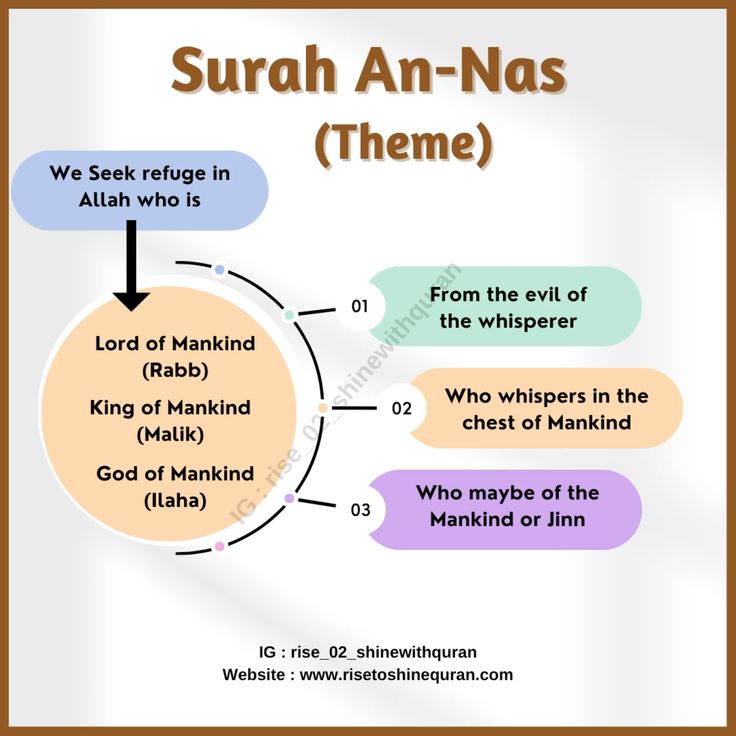 Surah An-Nas
(Theme)
We Seek refuge in
Allah who is
Lord of Mankind
(Rabb)
King of Mankind
(Malik)
God of Mankind
(Ilaha)
01
From the evil of
the whisperer
02
Who whispers in the
chest of Mankind
03
Who maybe of the
Mankind or Jinn
IG : rise_02_shinewithquran
IG : rise_02_shinewithquran
Website : www.risetoshinequran.com